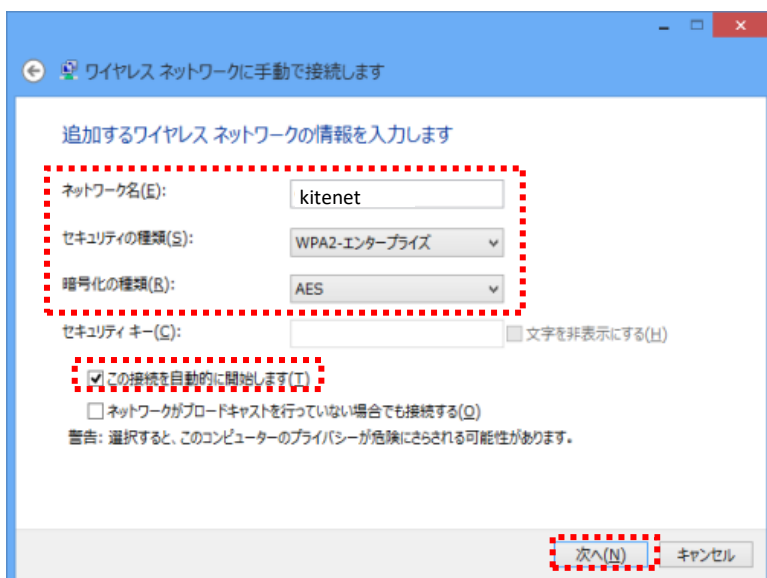 ワイヤレス ネットワークに手動で接続します
追加するワイヤレス ネットワークの情報を入力します
ネットワーク名(E): kitenet
セキュリティの種類(S): WPA2-エンタープライズ
暗号化の種類(R): AES
セキュリティ キー(C): 文字を非表示にする(H)
この接続を自動的に開始します(T)
ネットワークがブロードキャストを行っていない場合でも接続する(O)
警告: 選択すると、このコンピューターのプライバシーが危険にさらされる可能性があります。
次へ(N) キャンセル